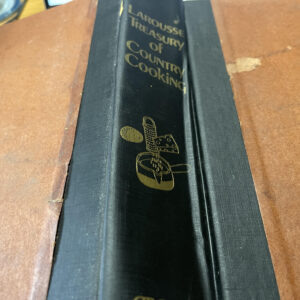 LAROUSSE
TREASURY
OF
COUNTRY
COOKING